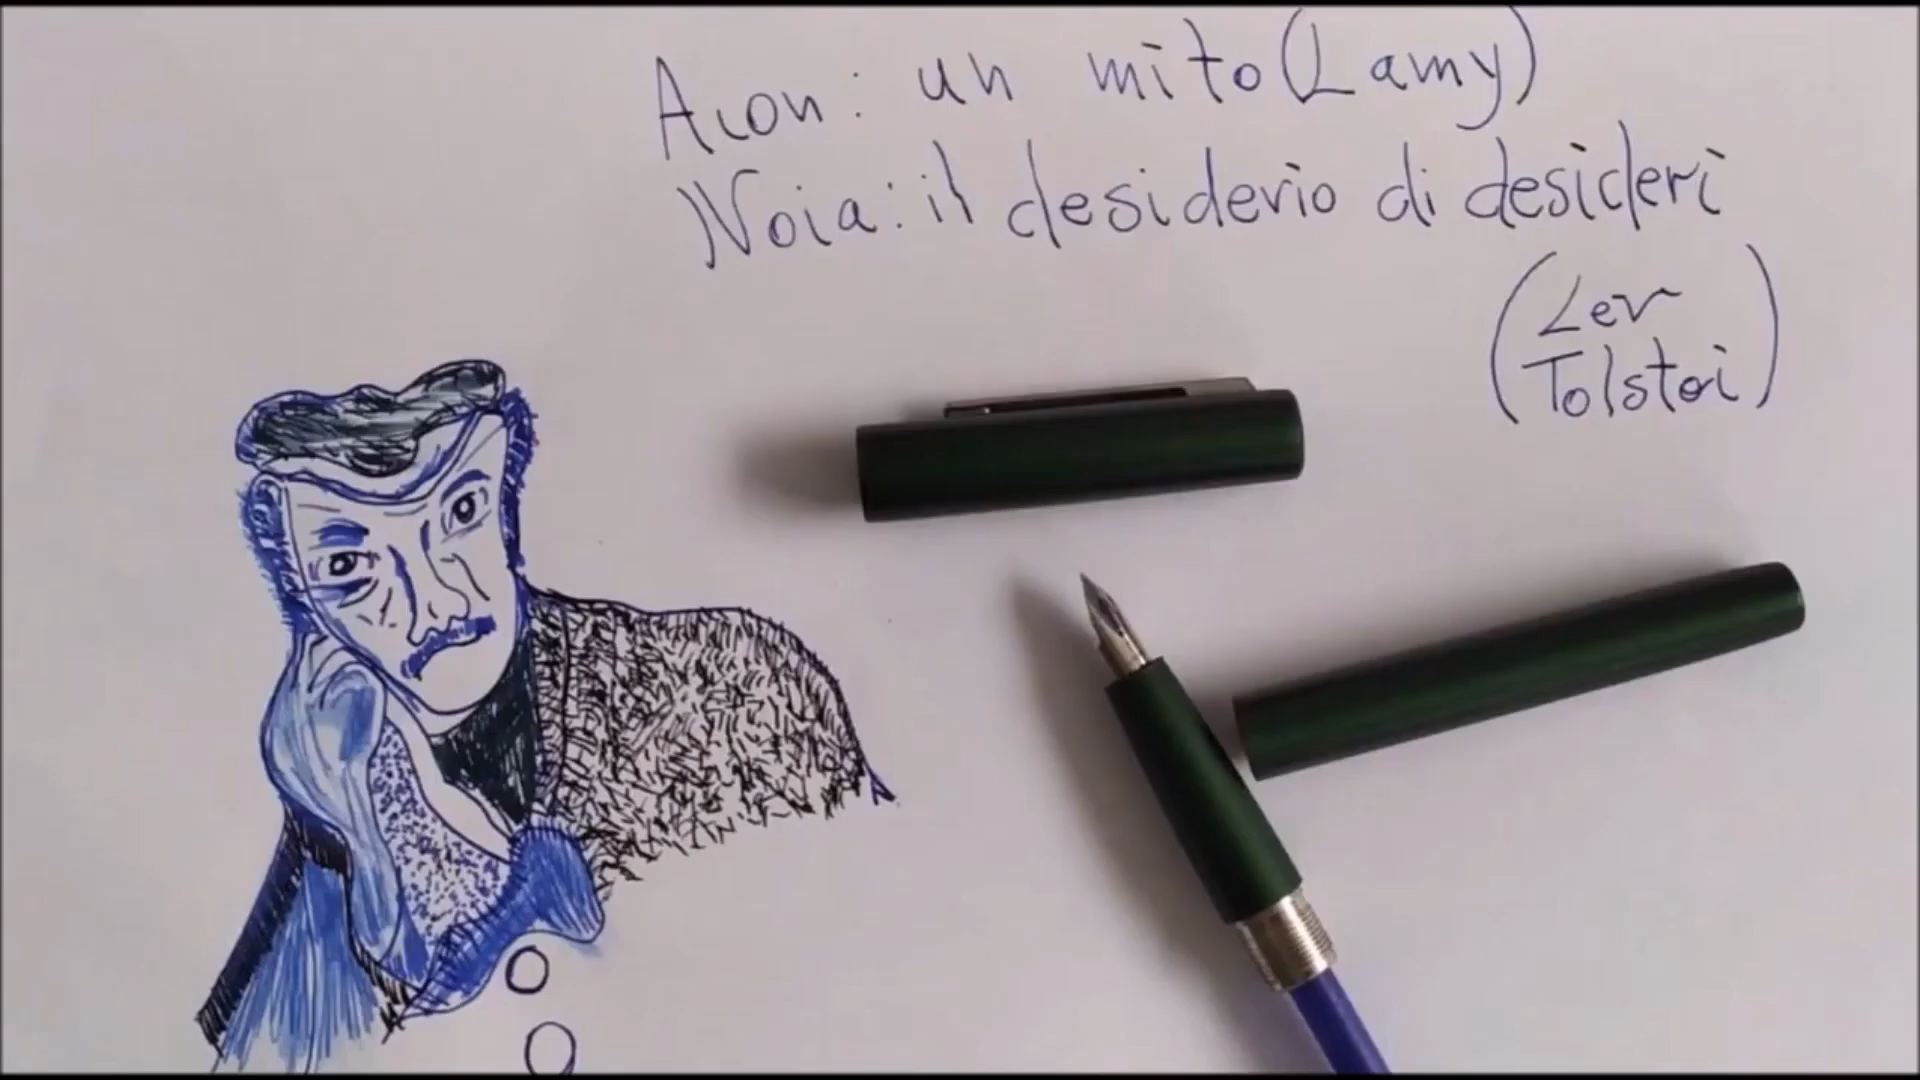 Aion: un mito (Lamy)
Noia: il desiderio di desideri
(Lev
Tolstoi)